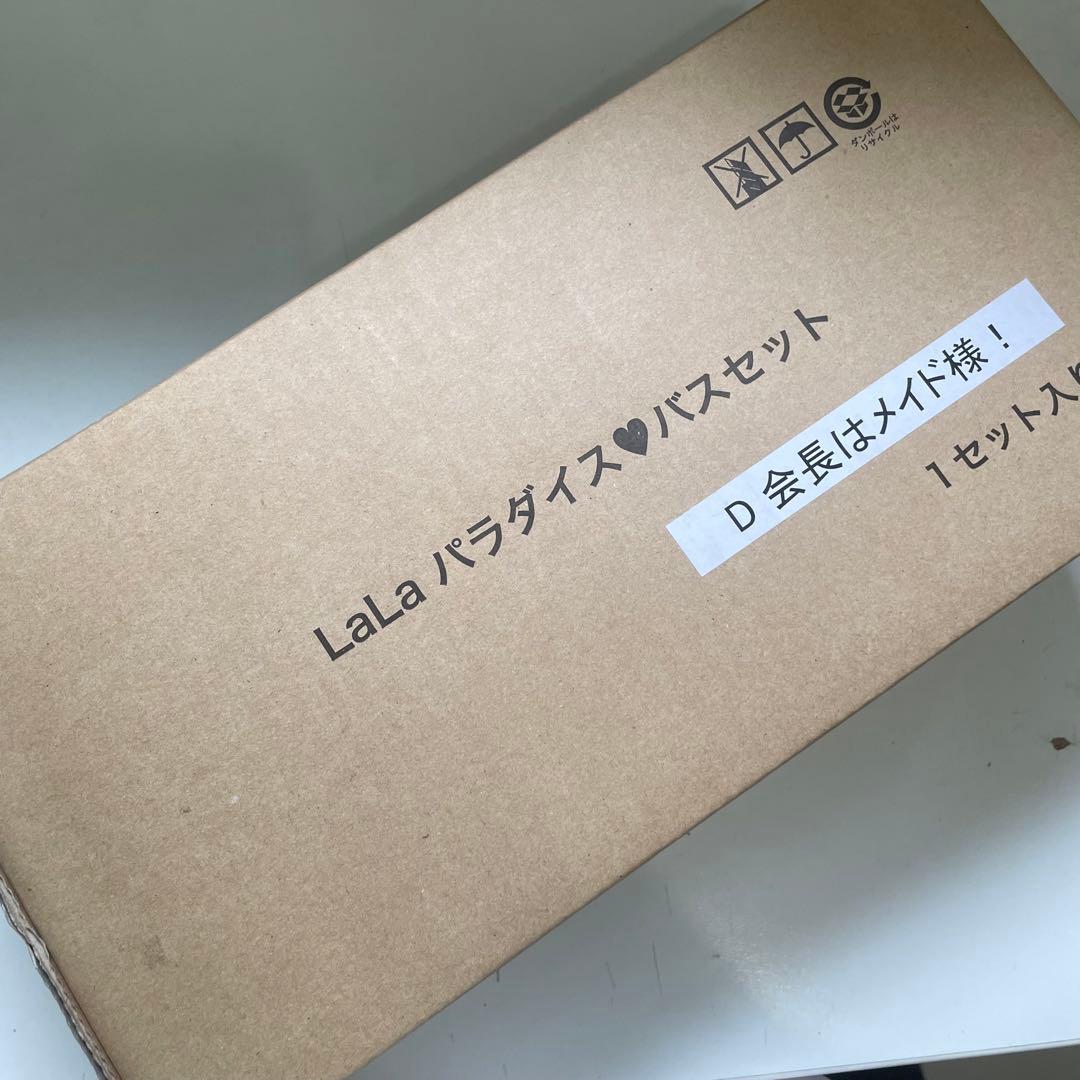 ダンボールは
リサイクル
LaLa パラダイス♥バスセット
D 会長はメイド様！
1セット入り